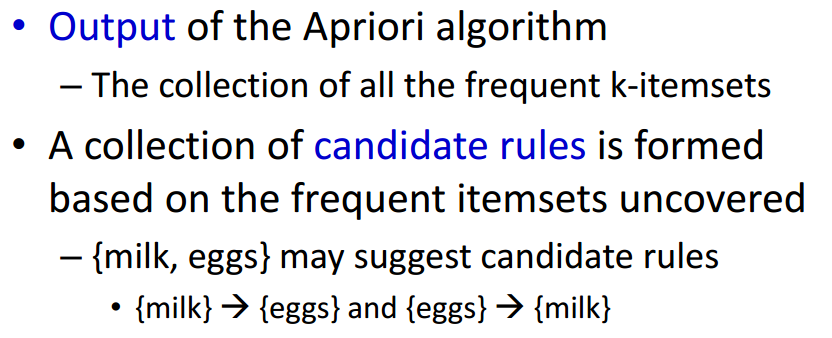 • Output of the Apriori algorithm
– The collection of all the frequent k-itemsets
• A collection of candidate rules is formed
based on the frequent itemsets uncovered
– {milk, eggs} may suggest candidate rules
• {milk} → {eggs} and {eggs} → {milk}